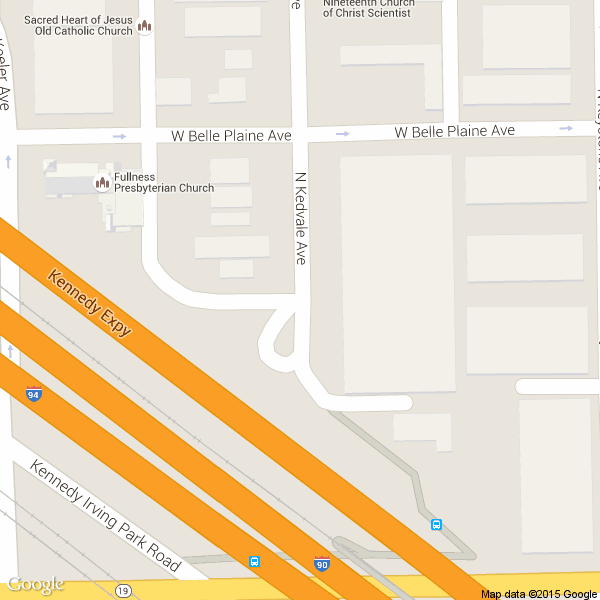 Nineteenth Church
of Christ Scientist
Sacred Heart of Jesus
Old Catholic Church
Keeler Ave
W Belle Plaine Ave
W Belle Plaine Ave
Fullness
Presbyterian Church
N Kedvale Ave
Kennedy Expy
94
Kennedy Irving Park Road
90
19
Google
Map data ©2015 Google